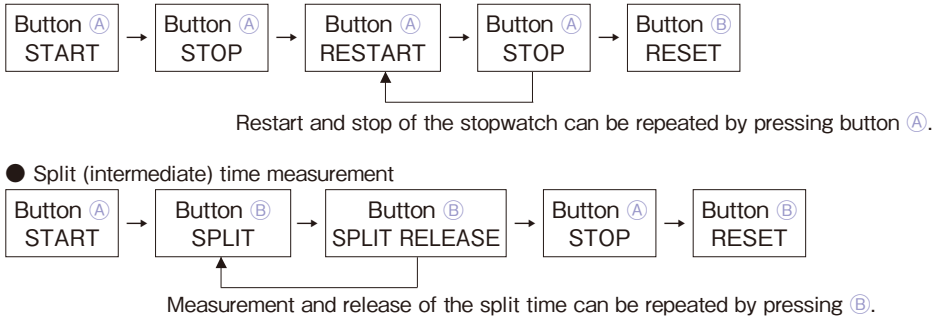 Button Ⓐ Button Ⓐ Button Ⓐ Button Ⓐ Button Ⓑ
START → STOP → RESTART → STOP → RESET
Restart and stop of the stopwatch can be repeated by pressing button Ⓐ.
● Split (intermediate) time measurement
Button Ⓐ Button Ⓑ Button Ⓑ Button Ⓐ Button Ⓑ
START → SPLIT → SPLIT RELEASE → STOP → RESET
Measurement and release of the split time can be repeated by pressing Ⓑ.